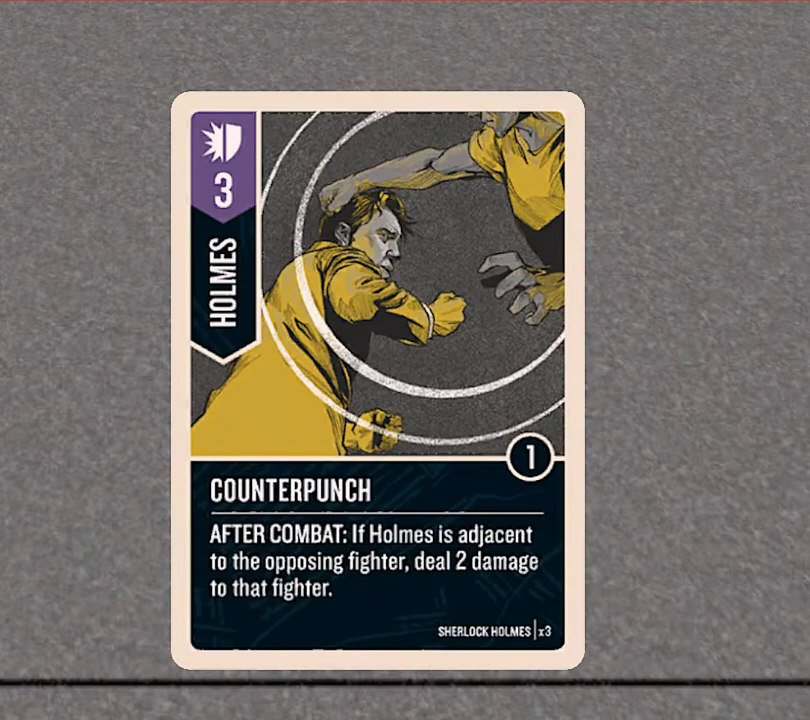 3
HOLMES
1
COUNTERPUNCH
AFTER COMBAT: If Holmes is adjacent
to the opposing fighter, deal 2 damage
to that fighter.
SHERLOCK HOLMES | x3